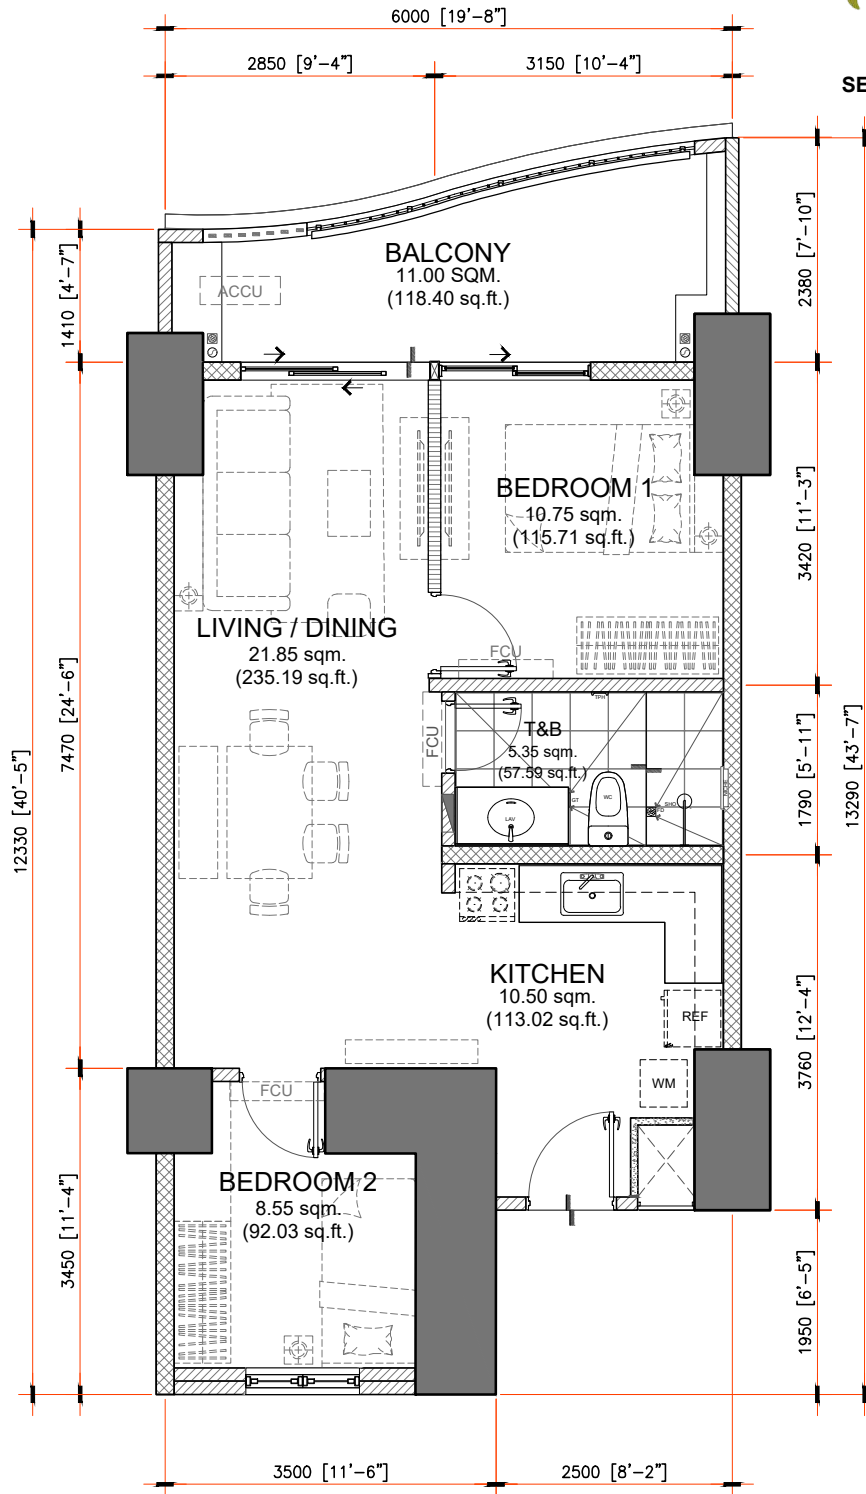 6000 [19'-8"]
2850 [9'-4"]
3150 [10'-4"]
SE
BALCONY
11.00 SQM.
(118.40 sq.ft.)
ACCU
1410 [4'-7"]
2380 [7'-10"]
BEDROOM 1
10.75 sqm.
(115.71 sq.ft.)
3420 [11'-3"]
LIVING / DINING
21.85 sqm.
(235.19 sq.ft.)
FCU
7470 [24'-6"]
FCU
TPH
T&B
5.35 sqm.
(57.59 sq.ft.)
NICHE
WC
GT
SHO
FD
LAV
1790 [5'-11"]
12330 [40'-5"]
13290 [43'-7"]
KITCHEN
10.50 sqm.
(113.02 sq.ft.)
REF
WM
3760 [12'-4"]
FCU
BEDROOM 2
8.55 sqm.
(92.03 sq.ft.)
3450 [11'-4"]
1950 [6'-5"]
3500 [11'-6"]
2500 [8'-2"]